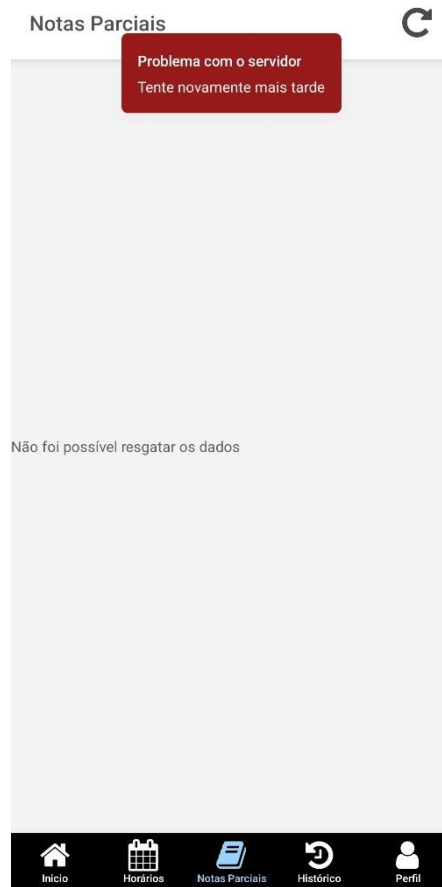 Notas Parciais
Problema com o servidor
Tente novamente mais tarde
Não foi possível resgatar os dados
Inicio
Horários
Notas Parciais
Histórico
Perfil